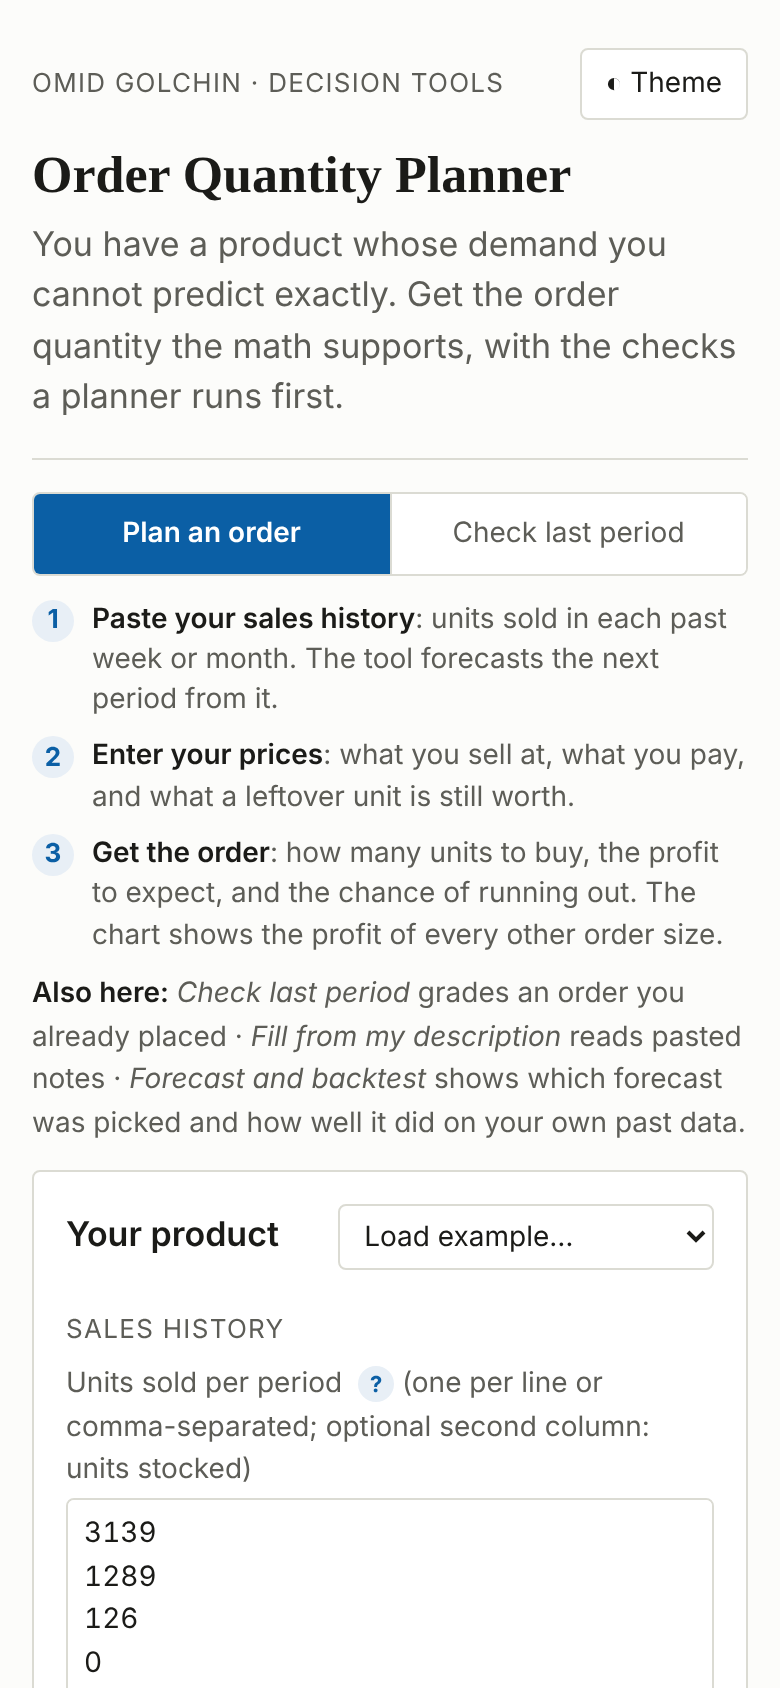 OMID GOLCHIN · DECISION TOOLS
Theme
Order Quantity Planner
You have a product whose demand you
cannot predict exactly. Get the order
quantity the math supports, with the checks
a planner runs first.
Plan an order
Check last period
1
Paste your sales history: units sold in each past
week or month. The tool forecasts the next
period from it.
2
Enter your prices: what you sell at, what you pay,
and what a leftover unit is still worth.
3
Get the order: how many units to buy, the profit
to expect, and the chance of running out. The
chart shows the profit of every other order size.
Also here: Check last period grades an order you
already placed · Fill from my description reads pasted
notes · Forecast and backtest shows which forecast
was picked and how well it did on your own past data.
Your product
Load example...
SALES HISTORY
Units sold per period ? (one per line or
comma-separated; optional second column:
units stocked)
3139
1289
126
0